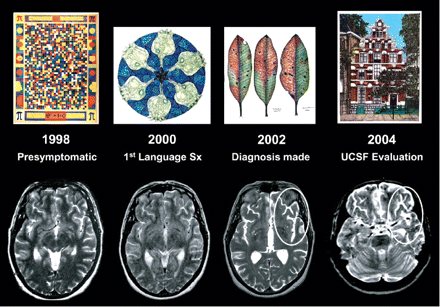 1998
Presymptomatic
2000
1st Language Sx
2002
Diagnosis made
2004
UCSF Evaluation